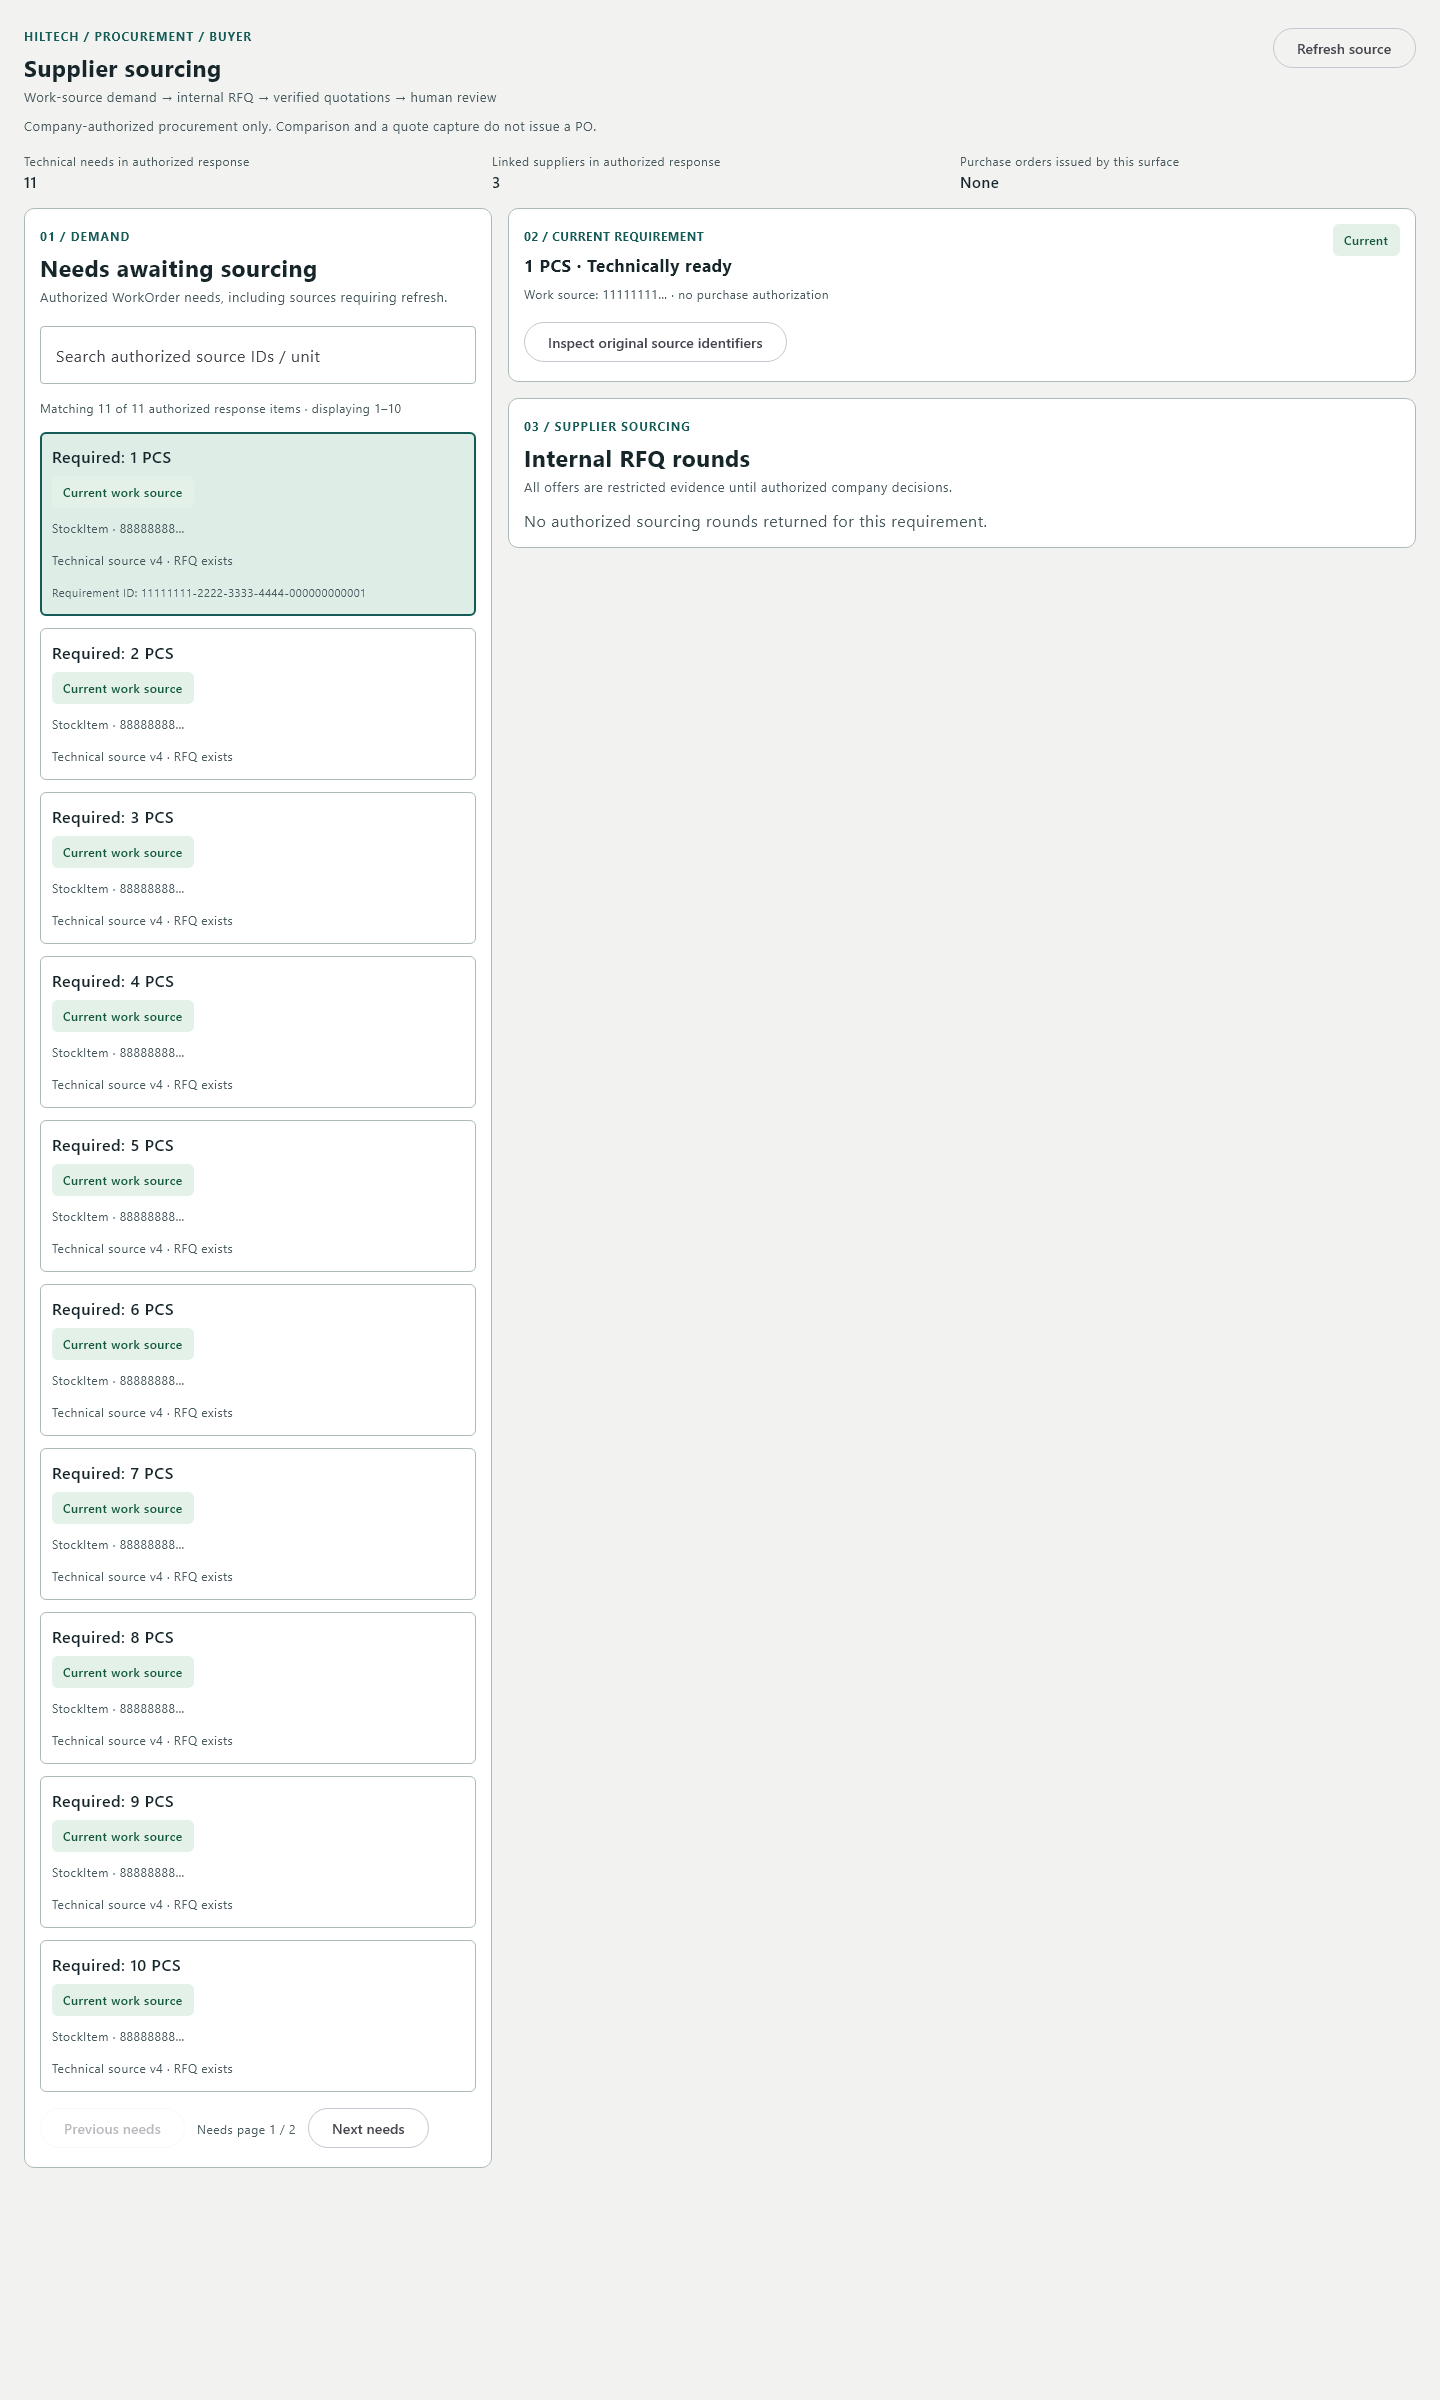 HILTECH / PROCUREMENT / BUYER
Supplier sourcing
Work-source demand → internal RFQ → verified quotations → human review
Company-authorized procurement only. Comparison and a quote capture do not issue a PO.
Refresh source
Technical needs in authorized response
11
Linked suppliers in authorized response
3
Purchase orders issued by this surface
None
01 / DEMAND
Needs awaiting sourcing
Authorized WorkOrder needs, including sources requiring refresh.
Search authorized source IDs / unit
Matching 11 of 11 authorized response items · displaying 1–10
Required: 1 PCS
Current work source
StockItem · 88888888...
Technical source v4 · RFQ exists
Requirement ID: 11111111-2222-3333-4444-000000000001
Required: 2 PCS
Current work source
StockItem · 88888888...
Technical source v4 · RFQ exists
Required: 3 PCS
Current work source
StockItem · 88888888...
Technical source v4 · RFQ exists
Required: 4 PCS
Current work source
StockItem · 88888888...
Technical source v4 · RFQ exists
Required: 5 PCS
Current work source
StockItem · 88888888...
Technical source v4 · RFQ exists
Required: 6 PCS
Current work source
StockItem · 88888888...
Technical source v4 · RFQ exists
Required: 7 PCS
Current work source
StockItem · 88888888...
Technical source v4 · RFQ exists
Required: 8 PCS
Current work source
StockItem · 88888888...
Technical source v4 · RFQ exists
Required: 9 PCS
Current work source
StockItem · 88888888...
Technical source v4 · RFQ exists
Required: 10 PCS
Current work source
StockItem · 88888888...
Technical source v4 · RFQ exists
Previous needs
Needs page 1 / 2
Next needs
02 / CURRENT REQUIREMENT
Current
1 PCS · Technically ready
Work source: 11111111... · no purchase authorization
Inspect original source identifiers
03 / SUPPLIER SOURCING
Internal RFQ rounds
All offers are restricted evidence until authorized company decisions.
No authorized sourcing rounds returned for this requirement.